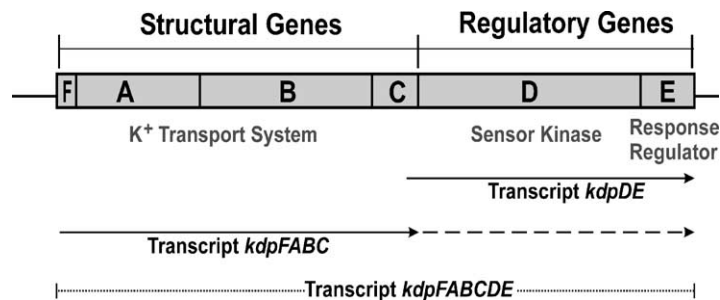 Structural Genes Regulatory Genes
F A B C D E
K+ Transport System Sensor Kinase Response Regulator
Transcript kdpDE
Transcript kdpFABC
Transcript kdpFABCDE